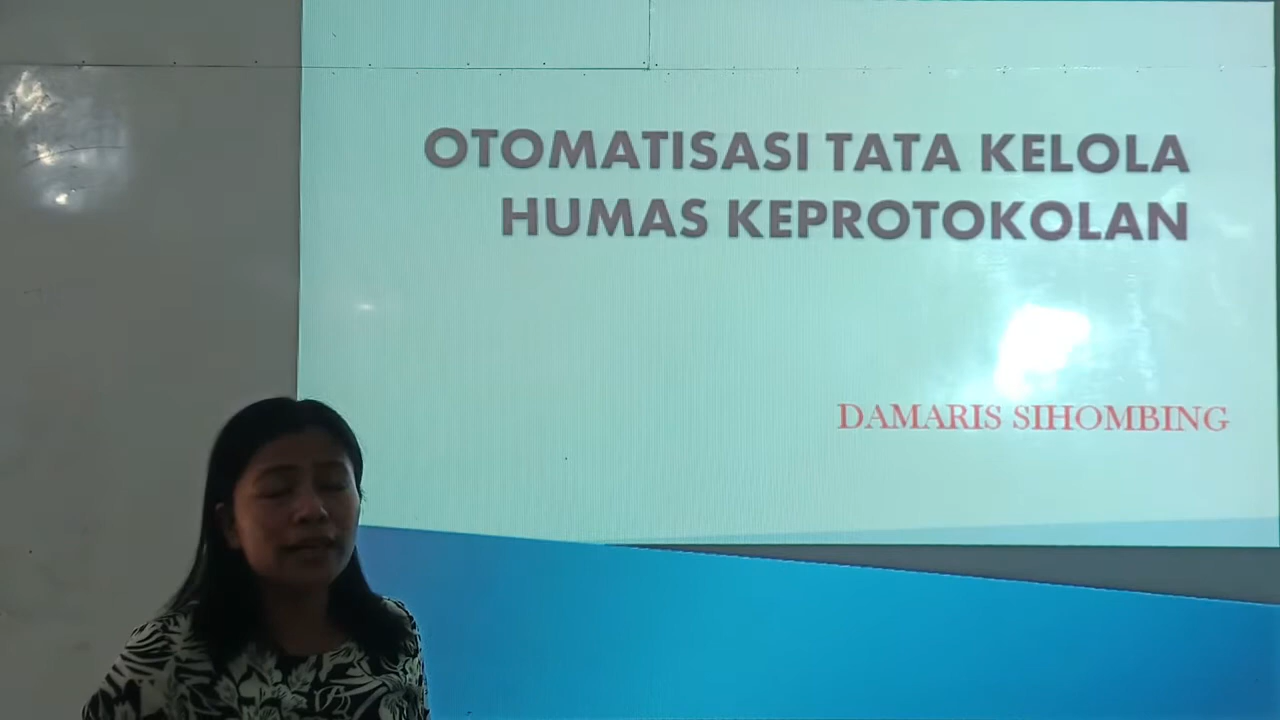 OTOMATISASI TATA KELOLA
HUMAS KEPROTOKOLAN
DAMARIS SIHOMBING